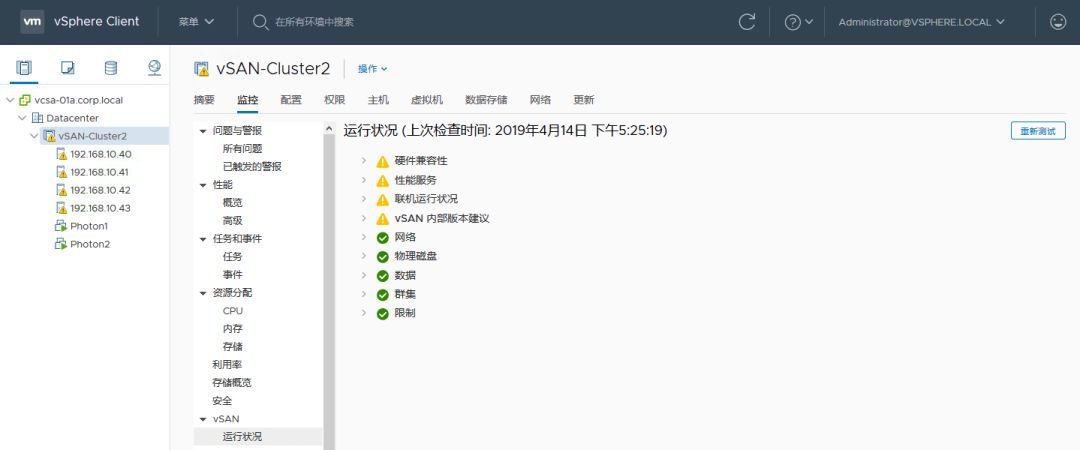 vm vSphere Client 菜单 在所有环境中搜索 Administrator@VSPHERE.LOCAL
vcsa-01a.corp.local
Datacenter
vSAN-Cluster2
192.168.10.40
192.168.10.41
192.168.10.42
192.168.10.43
Photon1
Photon2
vSAN-Cluster2 操作
摘要 监控 配置 权限 主机 虚拟机 数据存储 网络 更新
问题与警报
所有问题
已触发的警报
性能
概览
高级
任务和事件
任务
事件
资源分配
CPU
内存
存储
利用率
存储概览
安全
vSAN
运行状况
运行状况 (上次检查时间: 2019年4月14日 下午5:25:19) 重新测试
硬件兼容性
性能服务
联机运行状况
vSAN 内部版本建议
网络
物理磁盘
数据
群集
限制